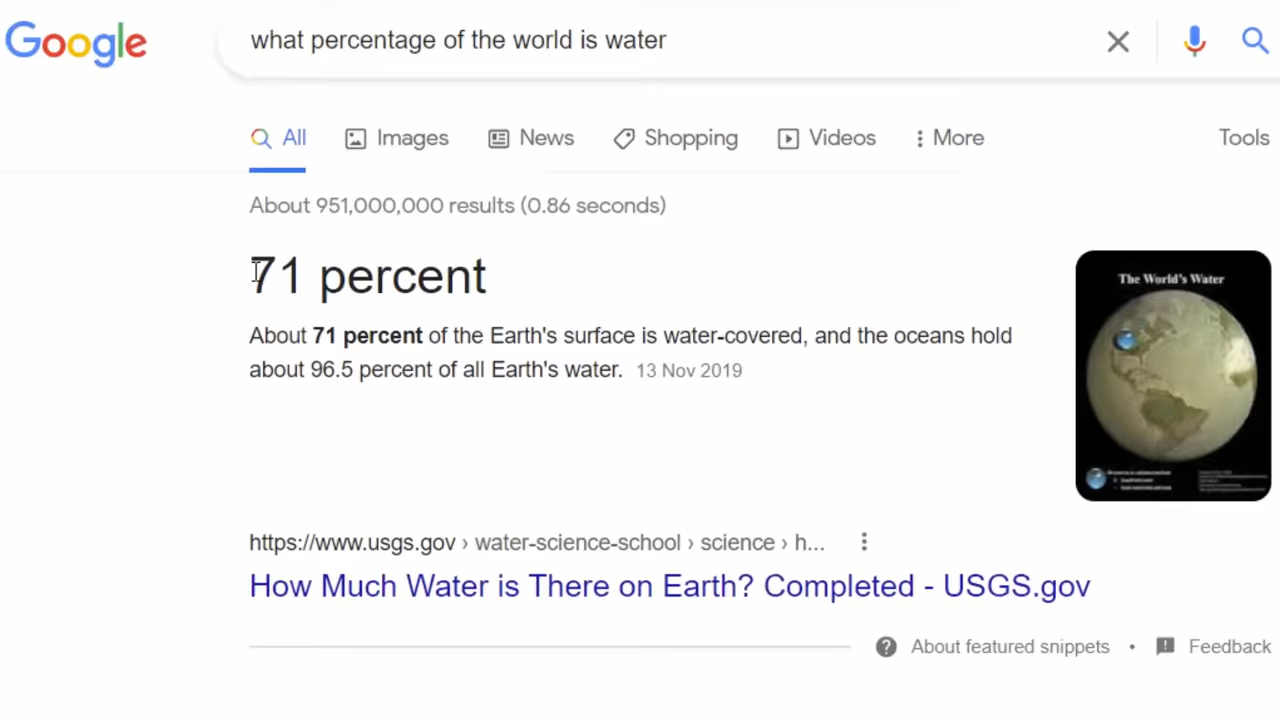 Google
what percentage of the world is water
All Images News Shopping Videos More Tools
About 951,000,000 results (0.86 seconds)
71 percent
About 71 percent of the Earth's surface is water-covered, and the oceans hold
about 96.5 percent of all Earth's water. 13 Nov 2019
The World's Water
https://www.usgs.gov › water-science-school › science › h...
How Much Water is There on Earth? Completed - USGS.gov
About featured snippets • Feedback